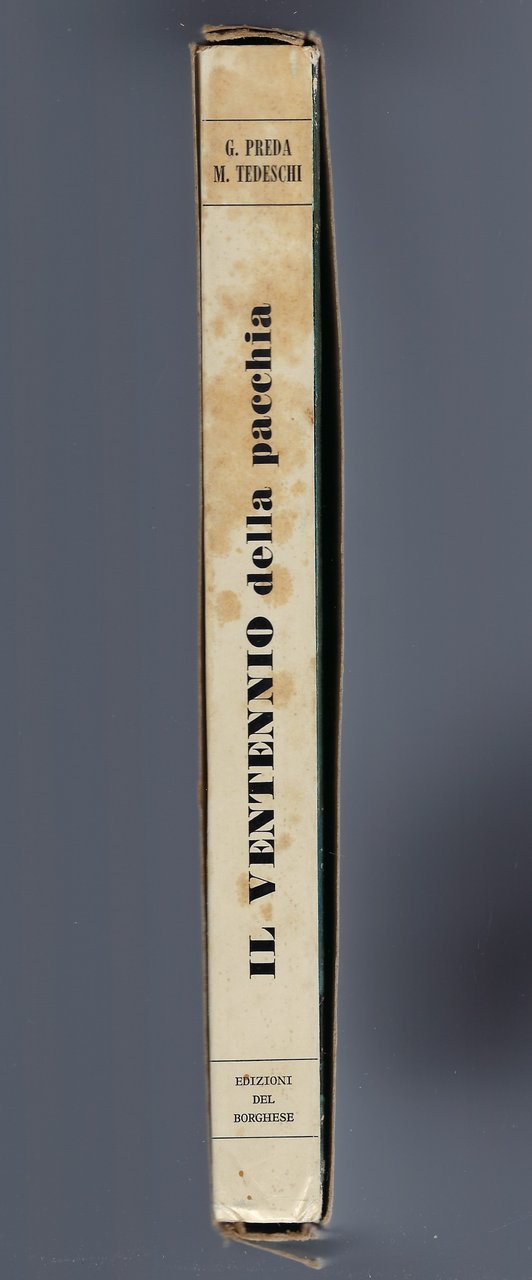 G. PREDA
M. TEDESCHI
IL VENTENNIO della pacchia
EDIZIONI
DEL
BORGHESE